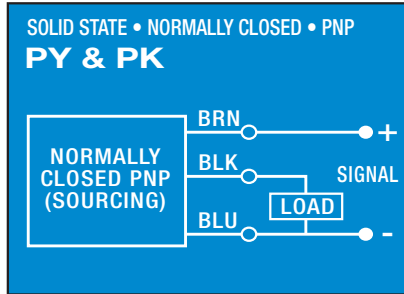 SOLID STATE • NORMALLY CLOSED • PNP
PY & PK
BRN
+
NORMALLY
CLOSED PNP
(SOURCING)
BLK
SIGNAL
LOAD
BLU
-